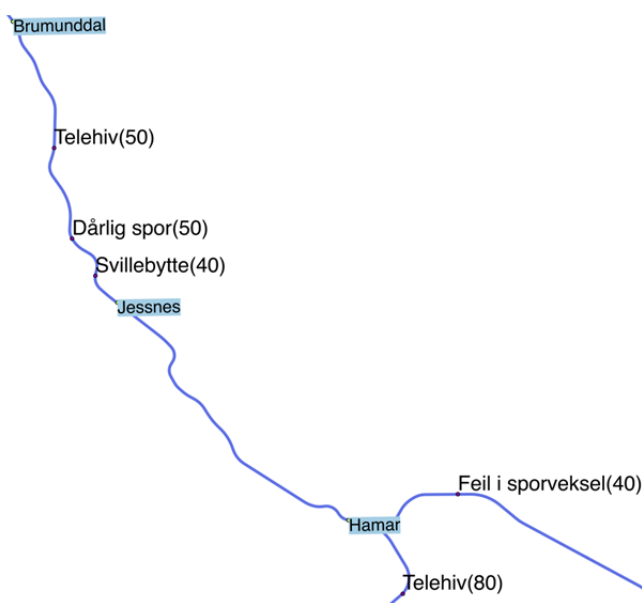 Brumunddal
Telehiv(50)
Dårlig spor(50)
Svillebytte(40)
Jessnes
Feil i sporveksel(40)
Hamar
Telehiv(80)